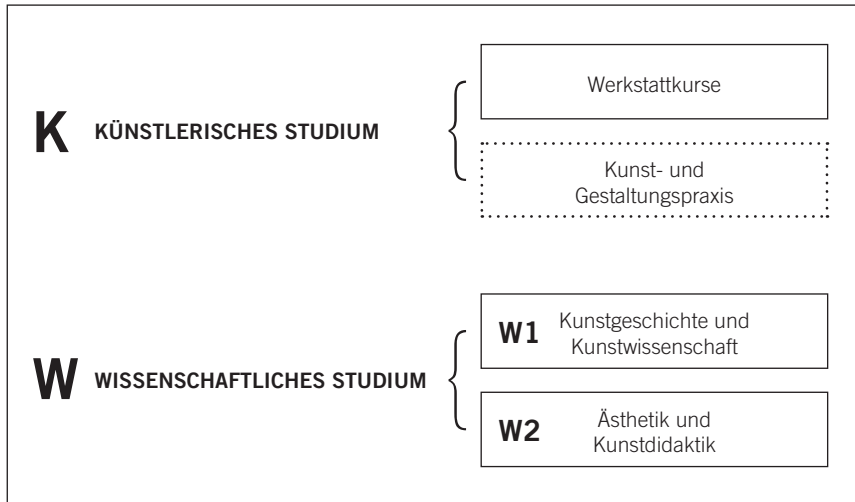 K KÜNSTLERISCHES STUDIUM
Werkstattkurse
Kunst- und
Gestaltungspraxis
W WISSENSCHAFTLICHES STUDIUM
W1 Kunstgeschichte und
Kunstwissenschaft
W2 Ästhetik und
Kunstdidaktik